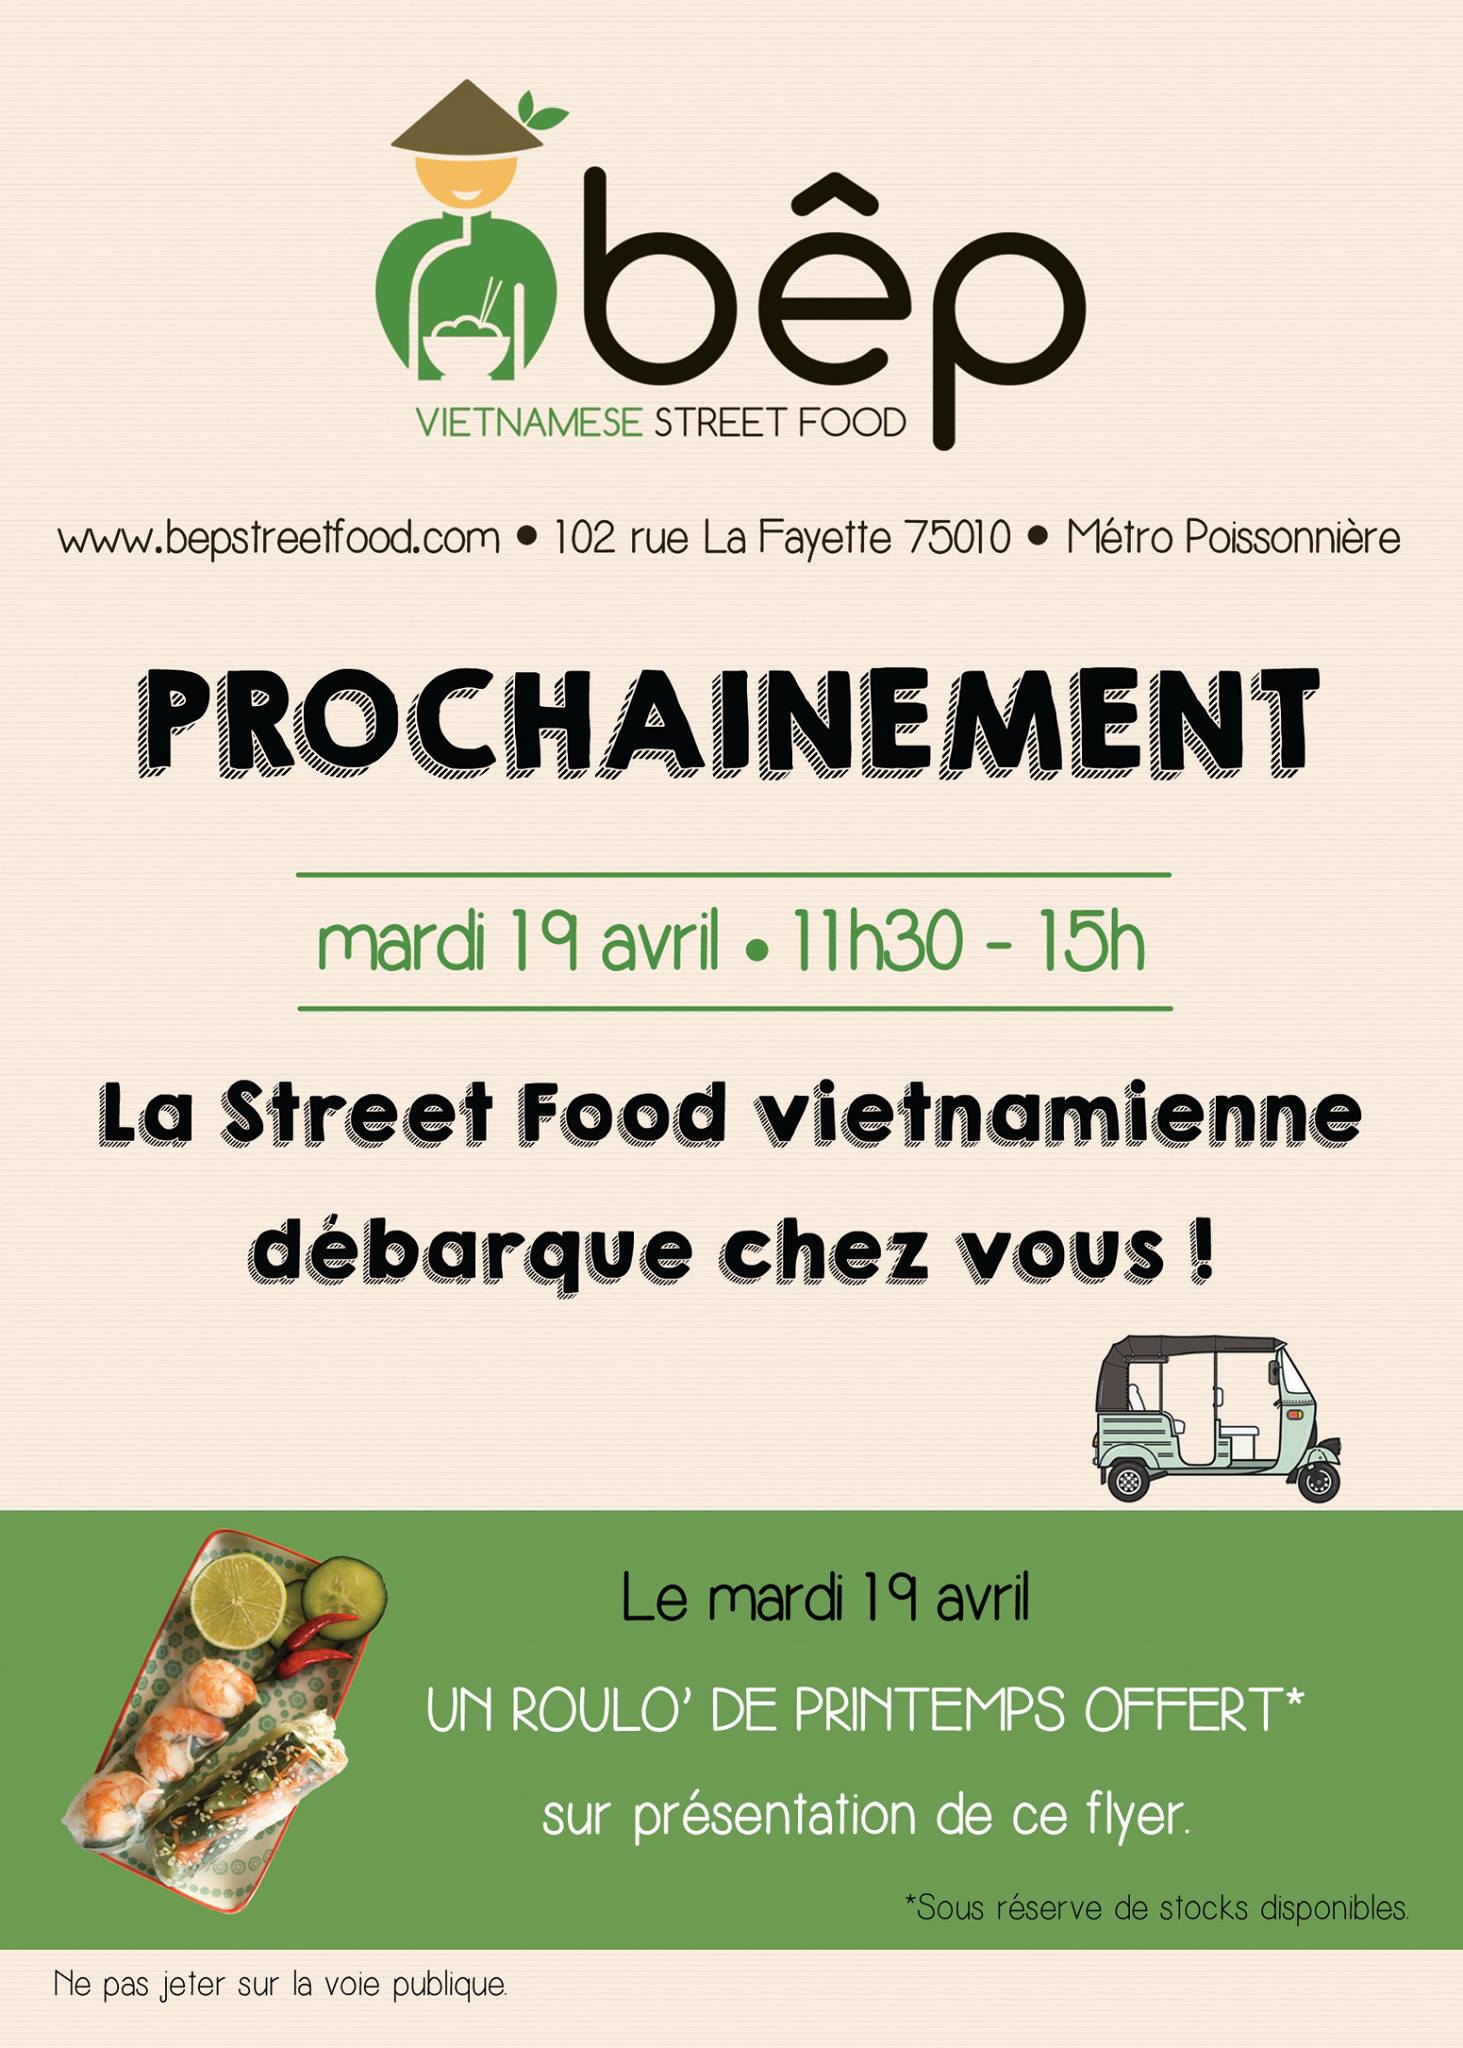 bêp
VIETNAMESE STREET FOOD
www.bepstreetfood.com • 102 rue La Fayette 75010 • Métro Poissonnière
PROCHAINEMENT
mardi 19 avril • 11h30 - 15h
La Street Food vietnamienne
débarque chez vous !
Le mardi 19 avril
UN ROULO' DE PRINTEMPS OFFERT*
sur présentation de ce flyer.
*Sous réserve de stocks disponibles.
Ne pas jeter sur la voie publique.